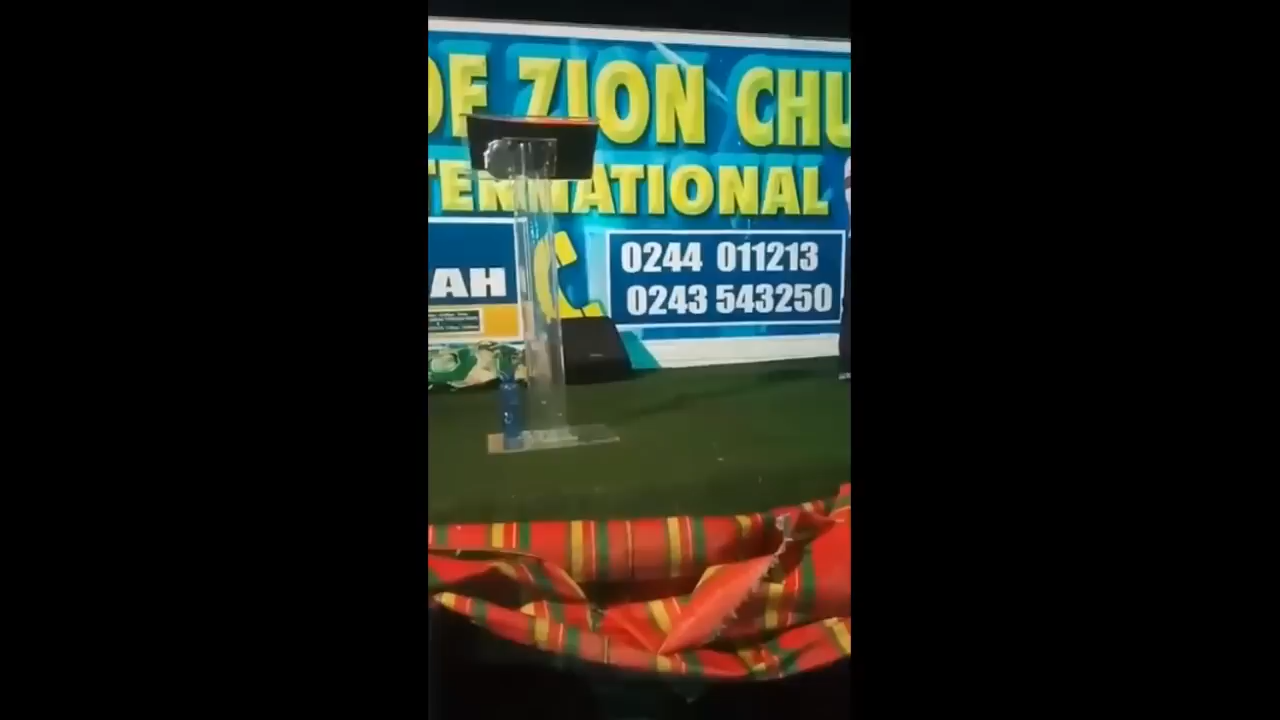 OF ZION CHU
TERNATIONAL
AH
0244 011213
0243 543250